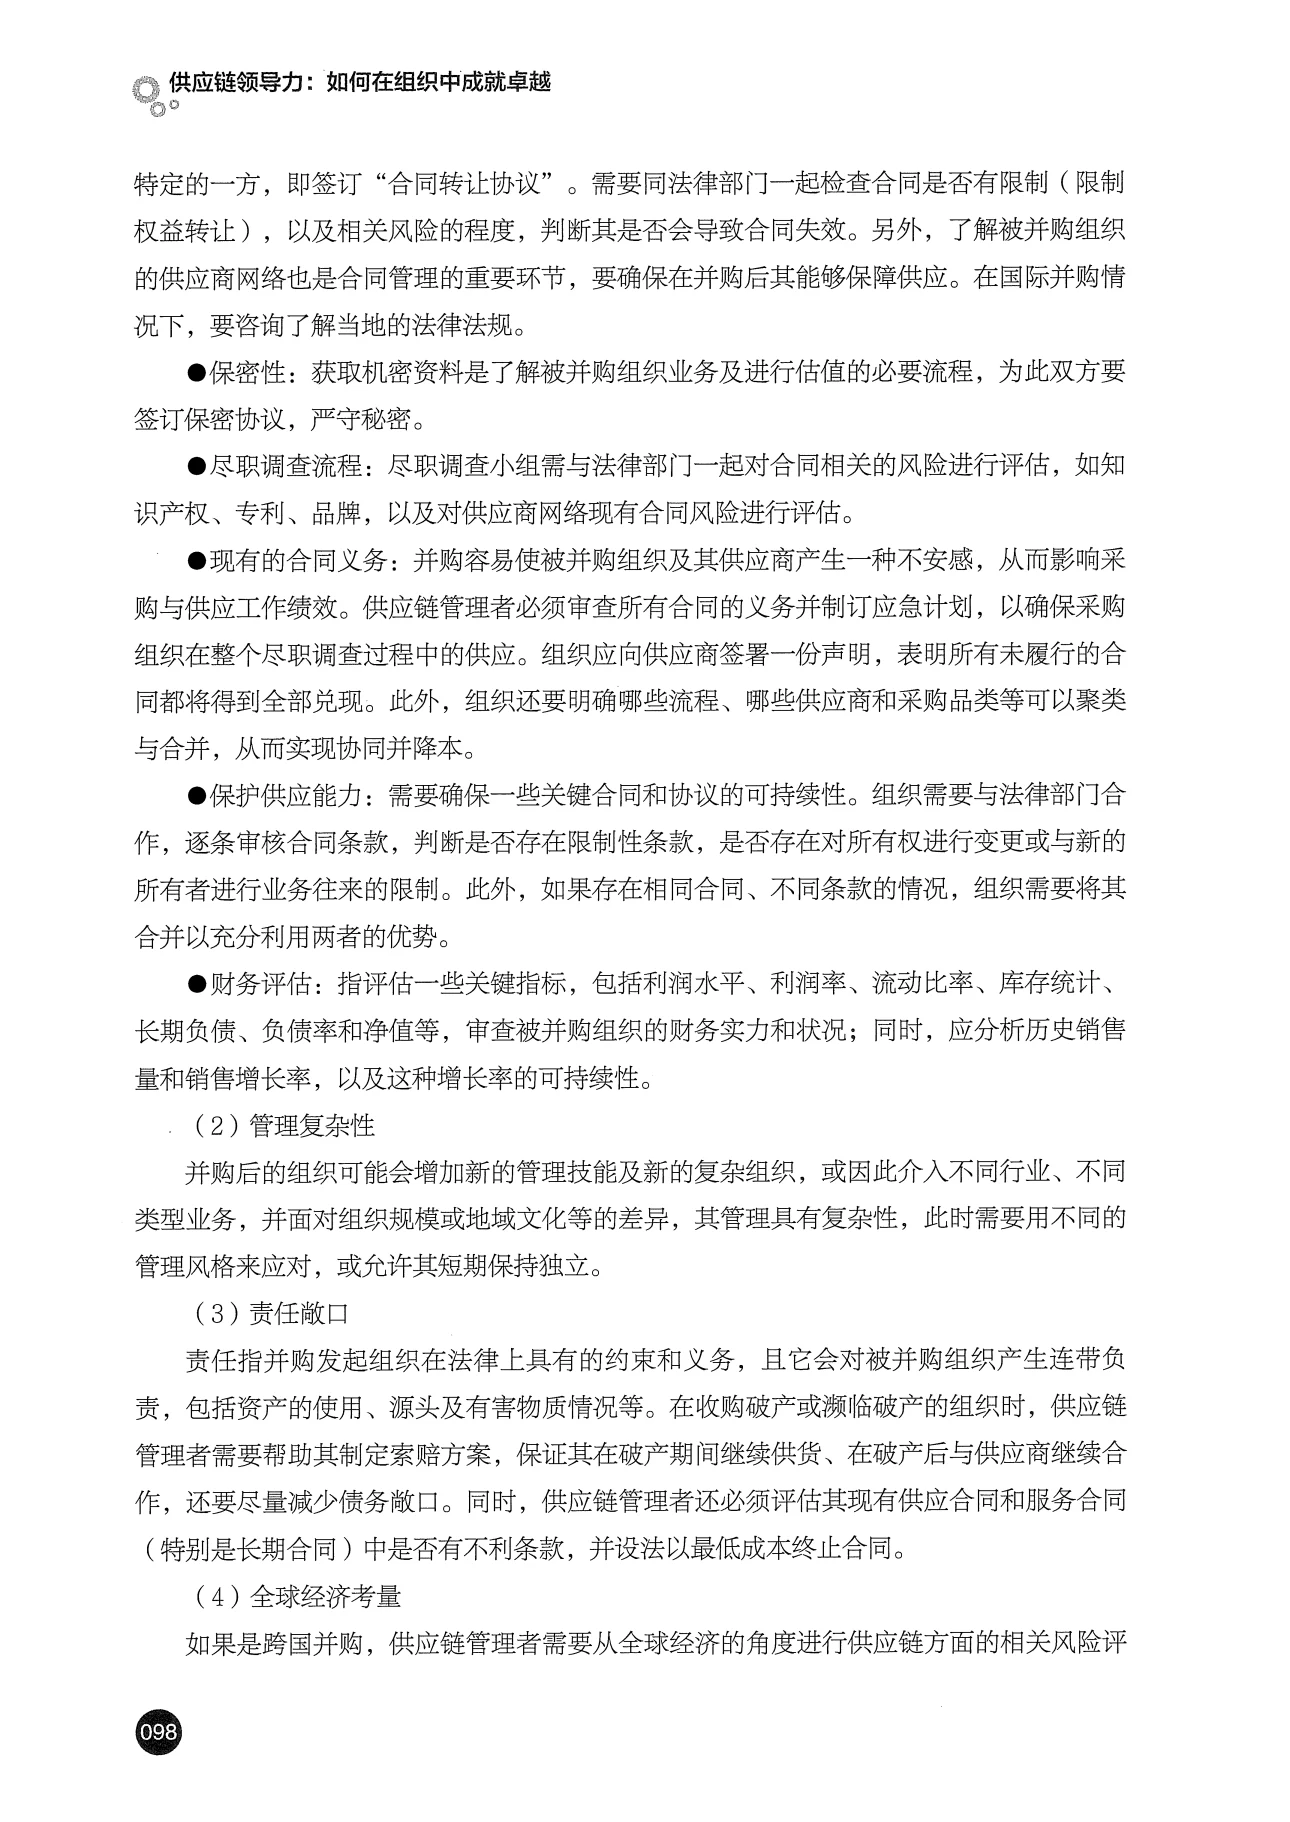 供应链领导力：如何在组织中成就卓越
特定的一方，即签订“合同转让协议”。需要同法律部门一起检查合同是否有限制（限制
权益转让），以及相关风险的程度，判断其是否会导致合同失效。另外，了解被并购组织
的供应商网络也是合同管理的重要环节，要确保在并购后其能够保障供应。在国际并购情
况下，要咨询了解当地的法律法规。
●保密性：获取机密资料是了解被并购组织业务及进行估值的必要流程，为此双方要
签订保密协议，严守秘密。
●尽职调查流程：尽职调查小组需与法律部门一起对合同相关的风险进行评估，如知
识产权、专利、品牌，以及对供应商网络现有合同风险进行评估。
●现有的合同义务：并购容易使被并购组织及其供应商产生一种不安感，从而影响采
购与供应工作绩效。供应链管理者必须审查所有合同的义务并制订应急计划，以确保采购
组织在整个尽职调查过程中的供应。组织应向供应商签署一份声明，表明所有未履行的合
同都将得到全部兑现。此外，组织还要明确哪些流程、哪些供应商和采购品类等可以聚类
与合并，从而实现协同并降本。
●保护供应能力：需要确保一些关键合同和协议的可持续性。组织需要与法律部门合
作，逐条审核合同条款，判断是否存在限制性条款，是否存在对所有权进行变更或与新的
所有者进行业务往来的限制。此外，如果存在相同合同、不同条款的情况，组织需要将其
合并以充分利用两者的优势。
●财务评估：指评估一些关键指标，包括利润水平、利润率、流动比率、库存统计、
长期负债、负债率和净值等，审查被并购组织的财务实力和状况；同时，应分析历史销售
量和销售增长率，以及这种增长率的可持续性。
（2）管理复杂性
并购后的组织可能会增加新的管理技能及新的复杂组织，或因此介入不同行业、不同
类型业务，并面对组织规模或地域文化等的差异，其管理具有复杂性，此时需要用不同的
管理风格来应对，或允许其短期保持独立。
（3）责任敞口
责任指并购发起组织在法律上具有的约束和义务，且它会对被并购组织产生连带负
责，包括资产的使用、源头及有害物质情况等。在收购破产或濒临破产的组织时，供应链
管理者需要帮助其制定索赔方案，保证其在破产期间继续供货、在破产后与供应商继续合
作，还要尽量减少债务敞口。同时，供应链管理者还必须评估其现有供应合同和服务合同
（特别是长期合同）中是否有不利条款，并设法以最低成本终止合同。
（4）全球经济考量
如果是跨国并购，供应链管理者需要从全球经济的角度进行供应链方面的相关风险评
098